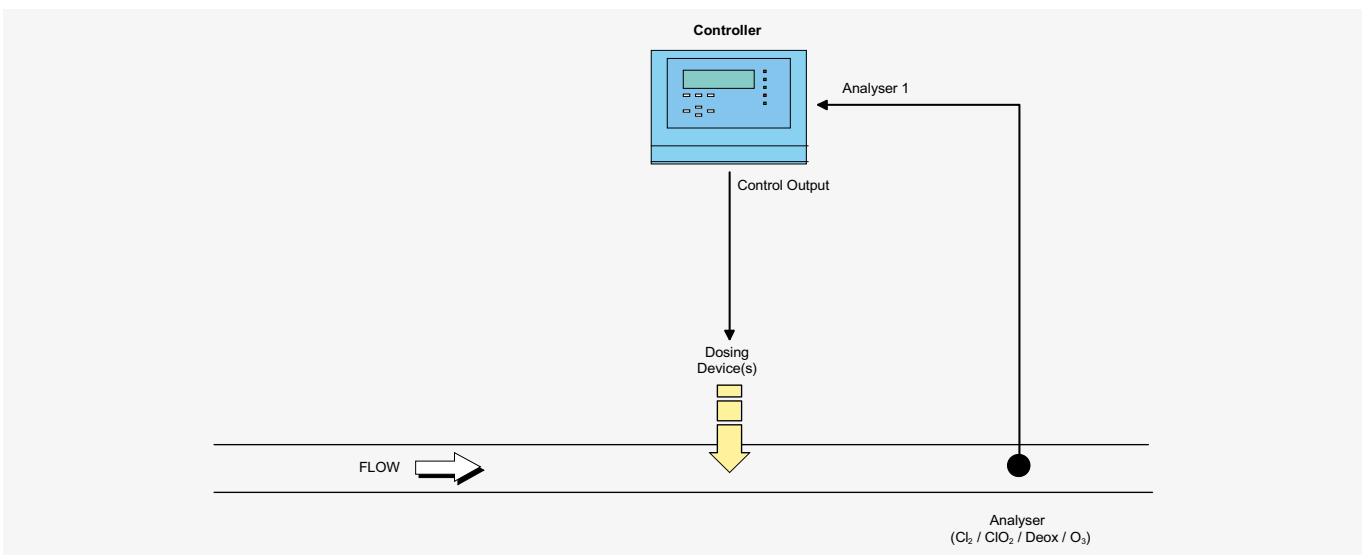 Controller
Analyser 1
Control Output
Dosing
Device(s)
FLOW
Analyser
(Cl₂ / ClO₂ / Deox / O₃)